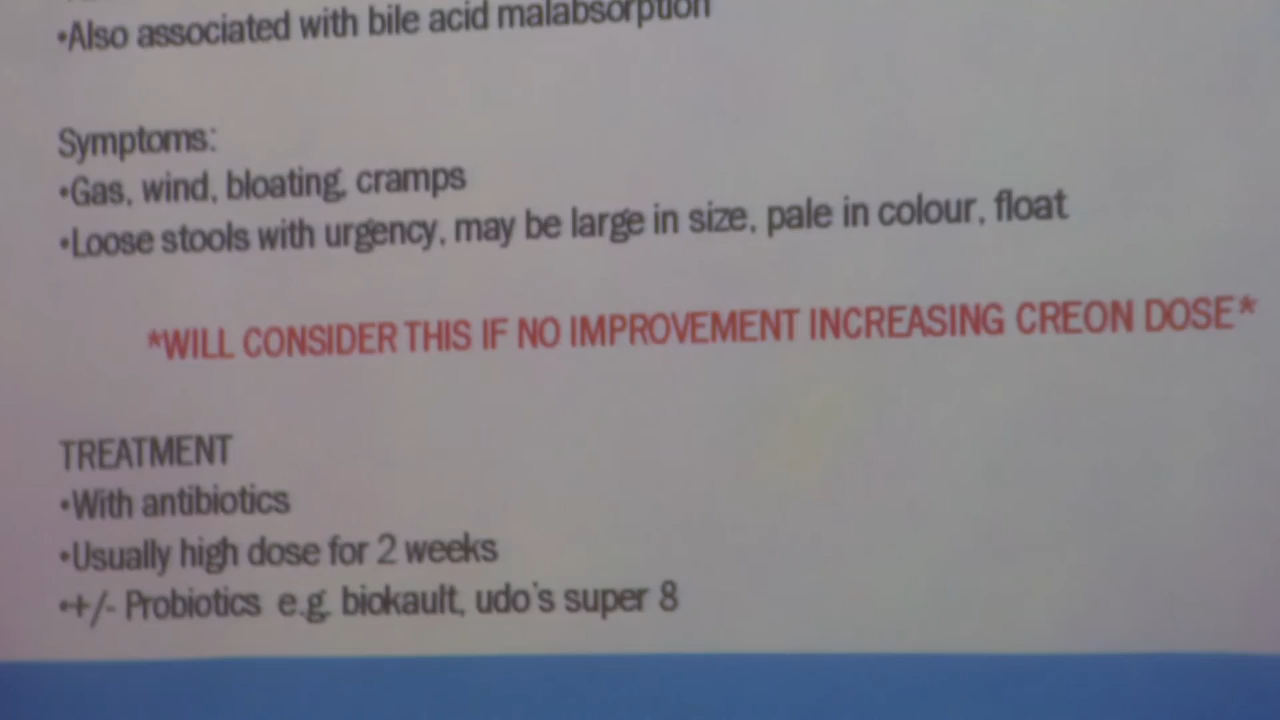 •Also associated with bile acid malabsorption
Symptoms:
•Gas, wind, bloating, cramps
•Loose stools with urgency, may be large in size, pale in colour, float
*WILL CONSIDER THIS IF NO IMPROVEMENT INCREASING CREON DOSE*
TREATMENT
•With antibiotics
•Usually high dose for 2 weeks
•+/- Probiotics e.g. biokault, udo's super 8